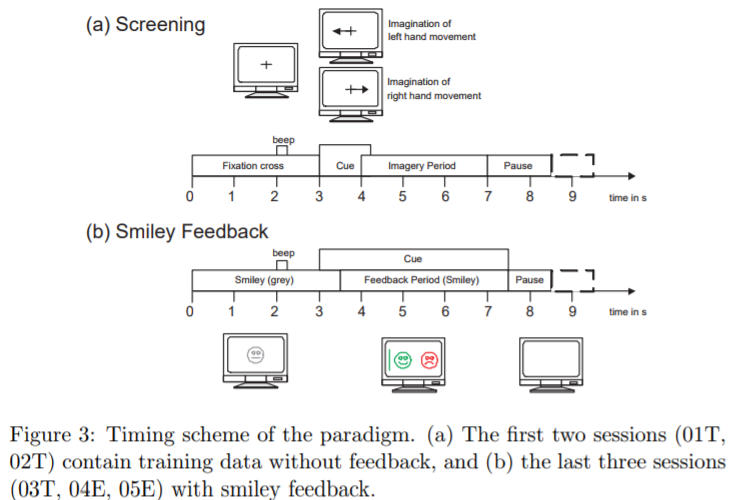 (a) Screening
Imagination of
left hand movement
Imagination of
right hand movement
beep
Fixation cross Cue Imagery Period Pause
0 1 2 3 4 5 6 7 8 9 time in s
(b) Smiley Feedback
beep
Cue
Smiley (grey) Feedback Period (Smiley) Pause
0 1 2 3 4 5 6 7 8 9 time in s
Figure 3: Timing scheme of the paradigm. (a) The first two sessions (01T,
02T) contain training data without feedback, and (b) the last three sessions
(03T, 04E, 05E) with smiley feedback.